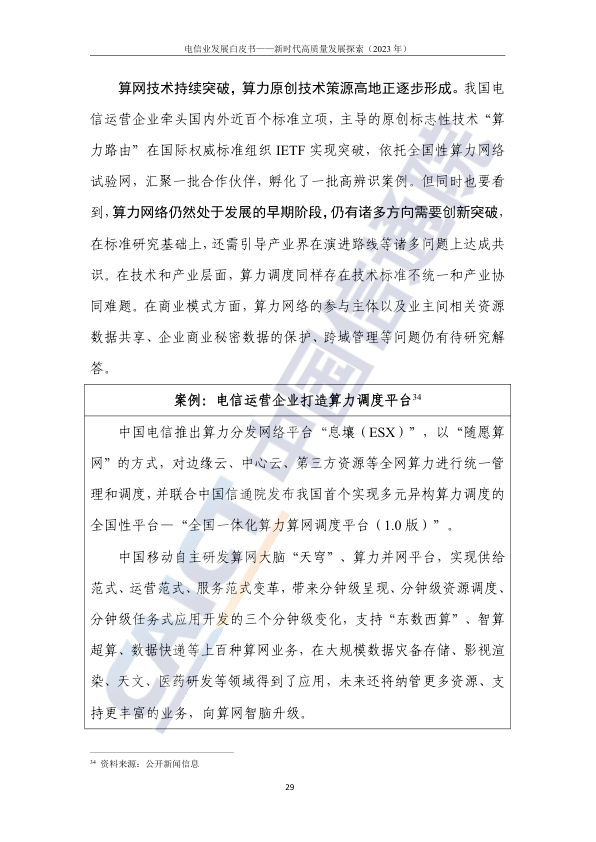 电信业发展白皮书——新时代高质量发展探索（2023 年）
算网技术持续突破，算力原创技术策源高地正逐步形成。我国电
信运营企业牵头国内外近百个标准立项，主导的原创标志性技术“算
力路由”在国际权威标准组织 IETF 实现突破，依托全国性算力网络
试验网，汇聚一批合作伙伴，孵化了一批高辨识案例。但同时也要看
到，算力网络仍然处于发展的早期阶段，仍有诸多方向需要创新突破，
在标准研究基础上，还需引导产业界在演进路线等诸多问题上达成共
识。在技术和产业层面，算力调度同样存在技术标准不统一和产业协
同难题。在商业模式方面，算力网络的参与主体以及业主间相关资源
数据共享、企业商业秘密数据的保护、跨域管理等问题仍有待研究解
答。
案例：电信运营企业打造算力调度平台34
中国电信推出算力分发网络平台“息壤（ESX）”，以“随愿算
网”的方式，对边缘云、中心云、第三方资源等全网算力进行统一管
理和调度，并联合中国信通院发布我国首个实现多元异构算力调度的
全国性平台—“全国一体化算力算网调度平台（1.0 版）”。
中国移动自主研发算网大脑“天穹”、算力并网平台，实现供给
范式、运营范式、服务范式变革，带来分钟级呈现、分钟级资源调度、
分钟级任务式应用开发的三个分钟级变化，支持“东数西算”、智算
超算、数据快递等上百种算网业务，在大规模数据灾备存储、影视渲
染、天文、医药研发等领域得到了应用，未来还将纳管更多资源、支
持更丰富的业务，向算网智脑升级。
34 资料来源：公开新闻信息
29
CAICT 中国信通院